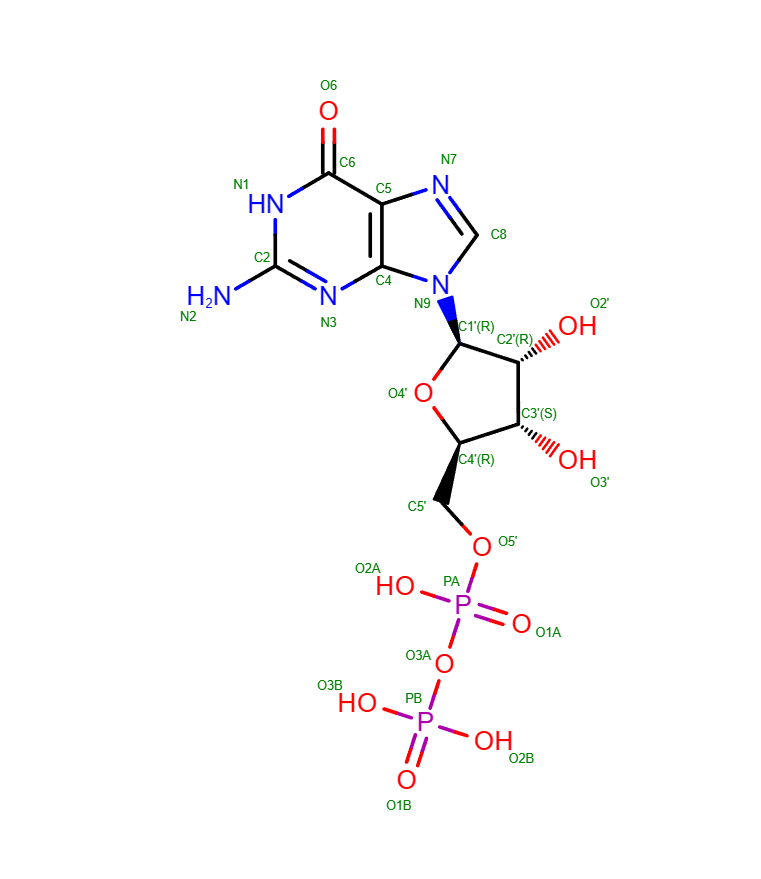 O6
O
C6
N7
N1
HN
C5
N
C2
C8
H₂N
N
C4
N
N2
N3
N9
O2'
C1'(R)
OH
C2'(R)
O4'
O
C3'(S)
C4'(R)
OH
O3'
C5'
O
O5'
O2A
PA
HO
P
O
O1A
O3A
O
O3B
PB
HO
P
OH
O2B
O
O1B